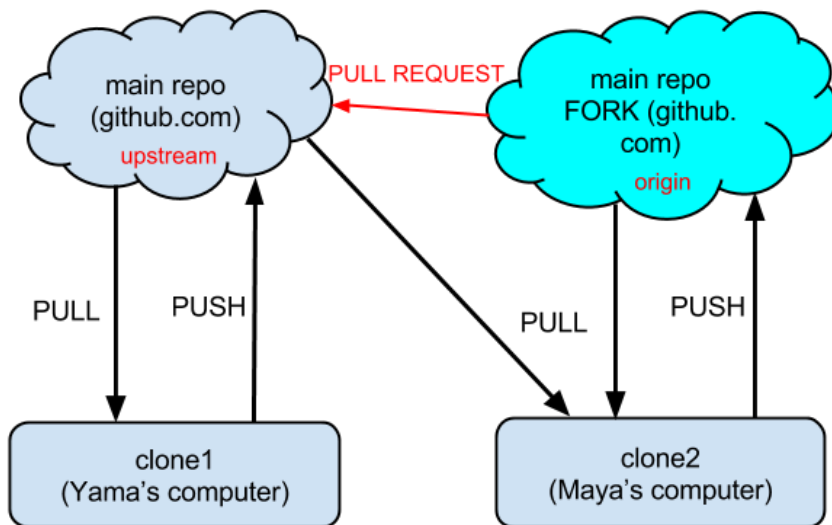 main repo
(github.com)
upstream
PULL REQUEST
main repo
FORK (github.
com)
origin
PULL
PUSH
PULL
PUSH
clone1
(Yama's computer)
clone2
(Maya's computer)